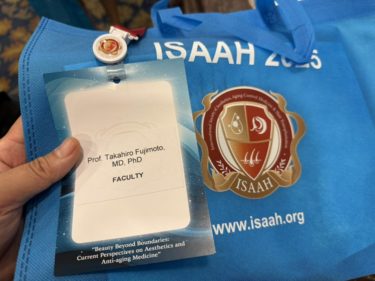 ISAAH 2025
Prof. Takahiro Fujimoto,
MD, PhD
FACULTY
ISAAH
www.isaah.org
"Beauty Beyond Boundaries:
Current Perspectives on Aesthetics and
Anti-aging Medicine"